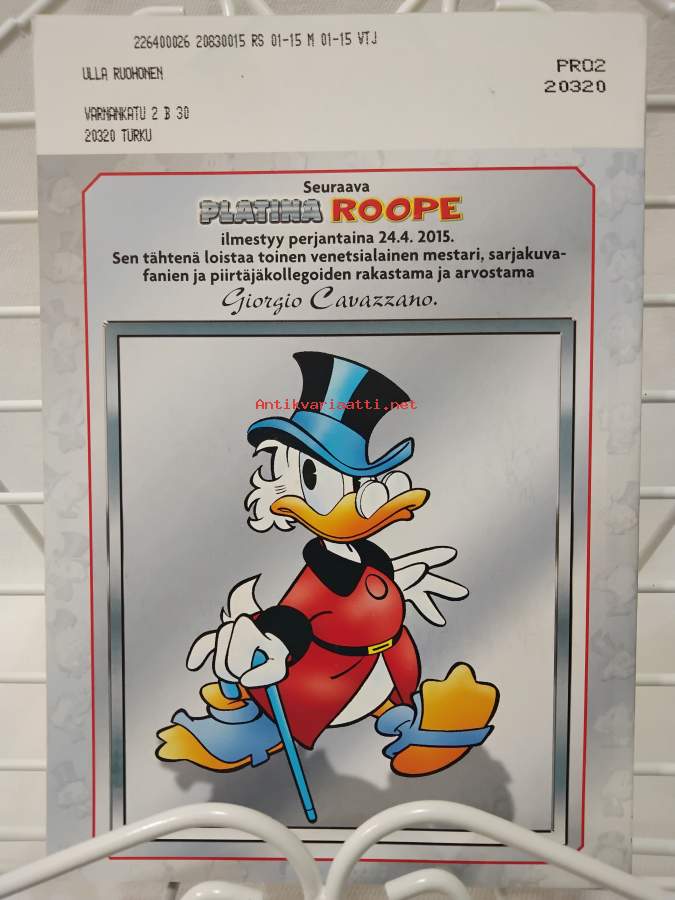 226400026 20830015 RS 01-15 M 01-15 VTJ
ULLA RUOHONEN
PRO2
20320
VARNANKATU 2 B 30
20320 TURKU
Seuraava
PLATINA ROOPE
ilmestyy perjantaina 24.4. 2015.
Sen tähtenä loistaa toinen venetsialainen mestari, sarjakuva-
fanien ja piirtäjäkollegoiden rakastama ja arvostama
Giorgio Cavazzano.
Antikvariaatti.net